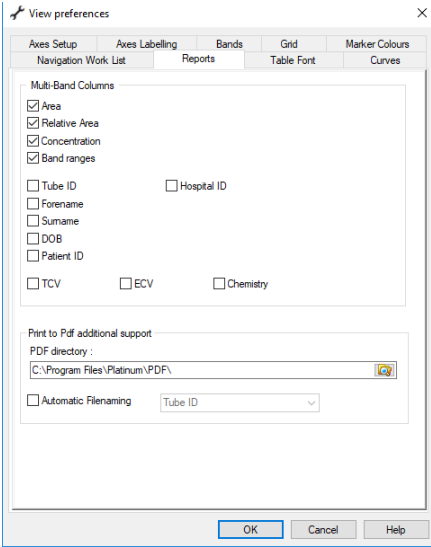 View preferences
Axes Setup Axes Labelling Bands Grid Marker Colours
Navigation Work List Reports Table Font Curves
Multi-Band Columns
Area
Relative Area
Concentration
Band ranges
Tube ID Hospital ID
Forename
Surname
DOB
Patient ID
TCV ECV Chemistry
Print to Pdf additional support
PDF directory :
C:\Program Files\Platinum\PDF\
Automatic Filenaming Tube ID
OK Cancel Help